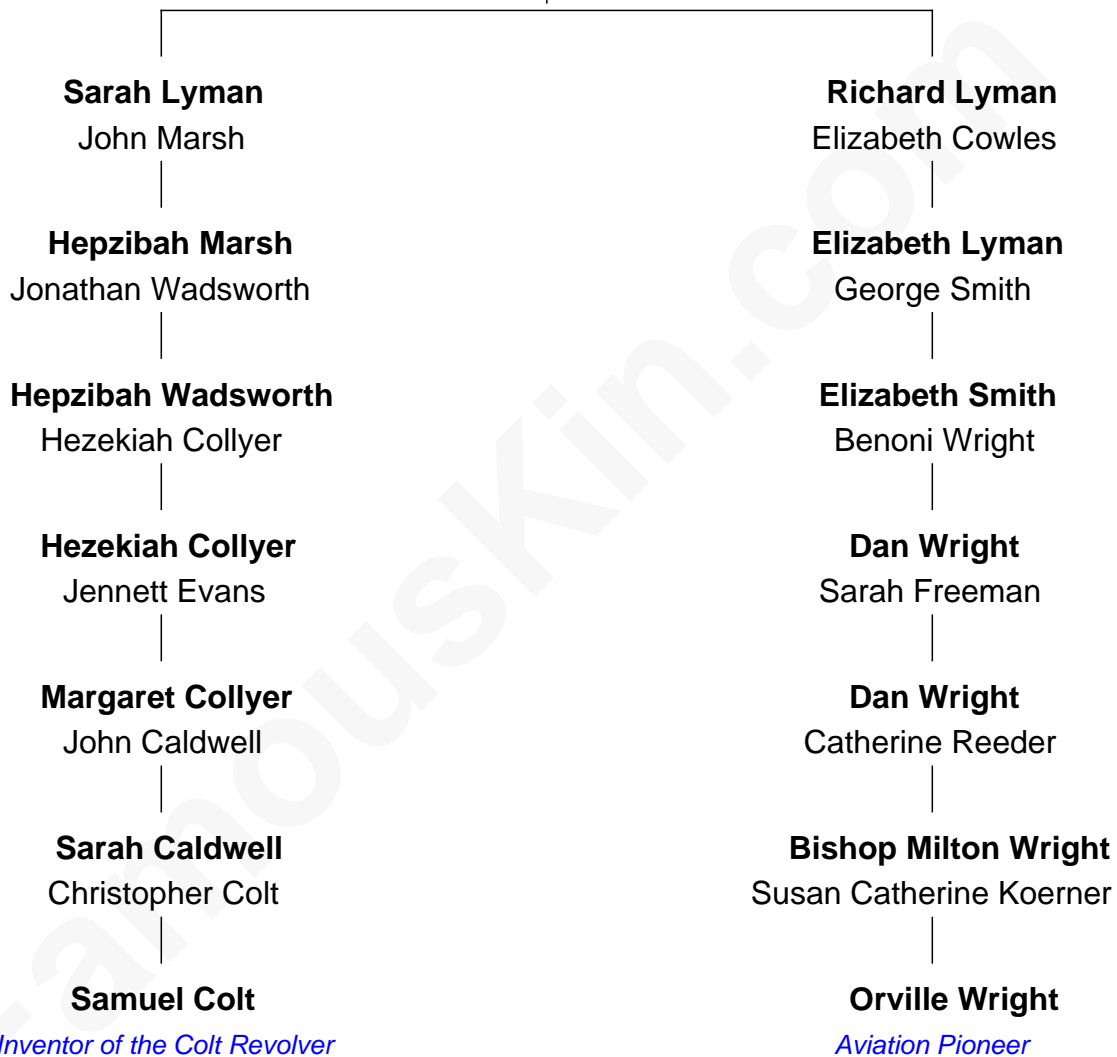 Sarah Lyman
John Marsh
Hepzibah Marsh
Jonathan Wadsworth
Hepzibah Wadsworth
Hezekiah Collyer
Hezekiah Collyer
Jennett Evans
Margaret Collyer
John Caldwell
Sarah Caldwell
Christopher Colt
Samuel Colt
Inventor of the Colt Revolver
Richard Lyman
Elizabeth Cowles
Elizabeth Lyman
George Smith
Elizabeth Smith
Benoni Wright
Dan Wright
Sarah Freeman
Dan Wright
Catherine Reeder
Bishop Milton Wright
Susan Catherine Koerner
Orville Wright
Aviation Pioneer
amousKin.com